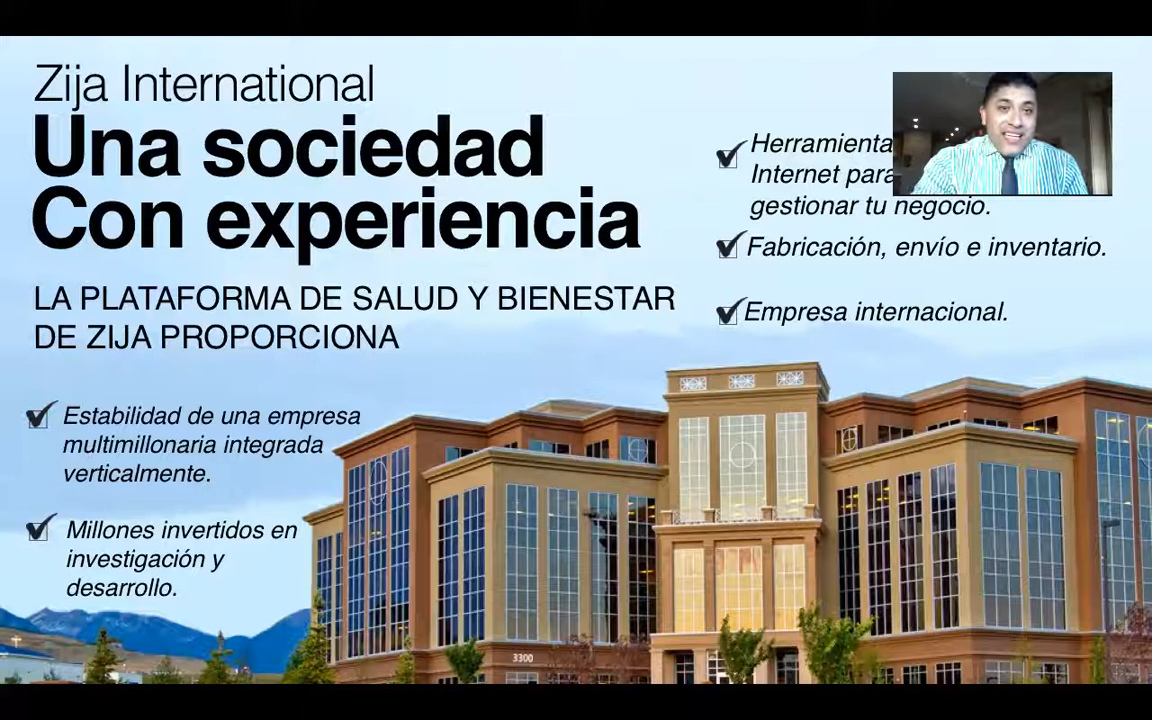 Zija International
Una sociedad
Con experiencia
LA PLATAFORMA DE SALUD Y BIENESTAR
DE ZIJA PROPORCIONA
Estabilidad de una empresa
multimillonaria integrada
verticalmente.
Millones invertidos en
investigación y
desarrollo.
Internet para
gestionar tu negocio.
Fabricación, envío e inventario.
Empresa internacional.
3300